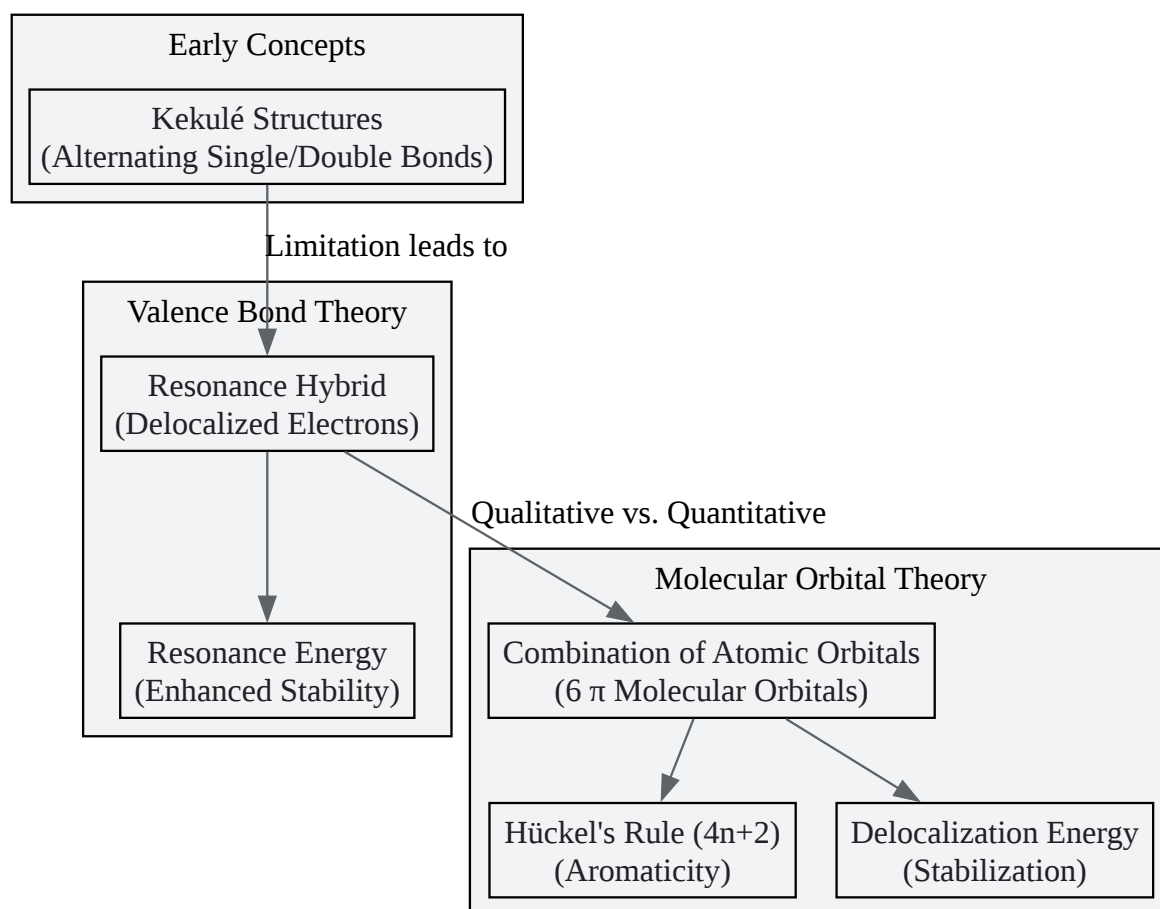 Early Concepts
Kekulé Structures
(Alternating Single/Double Bonds)
Limitation leads to
Valence Bond Theory
Resonance Hybrid
(Delocalized Electrons)
Qualitative vs. Quantitative
Molecular Orbital Theory
Resonance Energy
(Enhanced Stability)
Combination of Atomic Orbitals
(6 π Molecular Orbitals)
Hückel's Rule (4n+2)
(Aromaticity)
Delocalization Energy
(Stabilization)